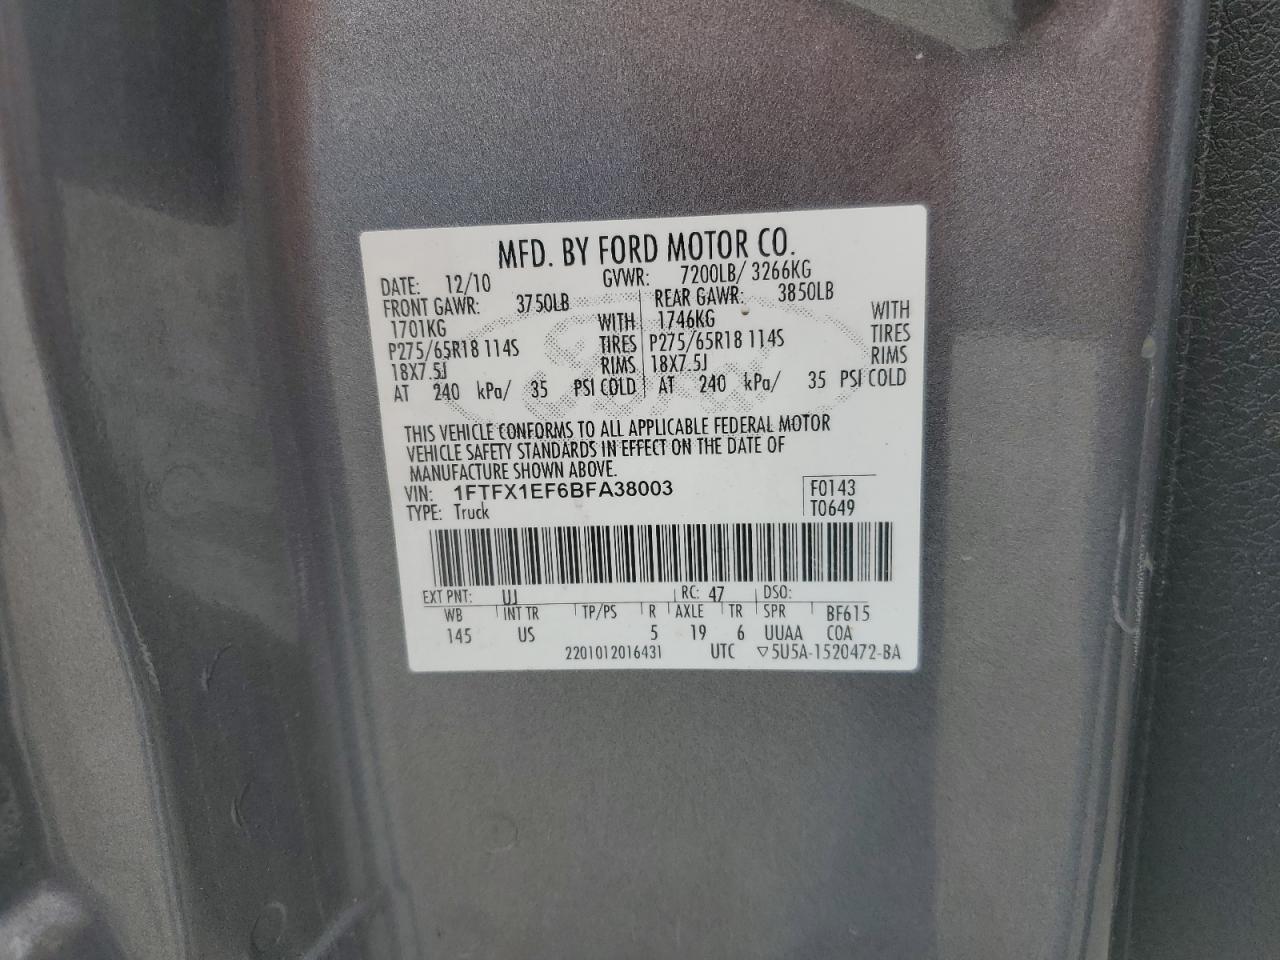 MFD. BY FORD MOTOR CO.
DATE: 12/10 GVWR: 7200LB/ 3266KG
FRONT GAWR: 3750LB REAR GAWR: 3850LB
1701KG WITH 1746KG WITH
P275/65R18 114S TIRES P275/65R18 114S TIRES
18X7.5J RIMS 18X7.5J RIMS
AT 240 kPa/ 35 PSI COLD AT 240 kPa/ 35 PSI COLD
THIS VEHICLE CONFORMS TO ALL APPLICABLE FEDERAL MOTOR
VEHICLE SAFETY STANDARDS IN EFFECT ON THE DATE OF
MANUFACTURE SHOWN ABOVE.
VIN: 1FTFX1EF6BFA38003 F0143
TYPE: Truck T0649
EXT PNT: UJ RC: 47 DSO:
WB INT TR TP/PS R AXLE TR SPR BF615
145 US 5 19 6 UUAA COA
2201012016431 UTC ▽5U5A-1520472-BA